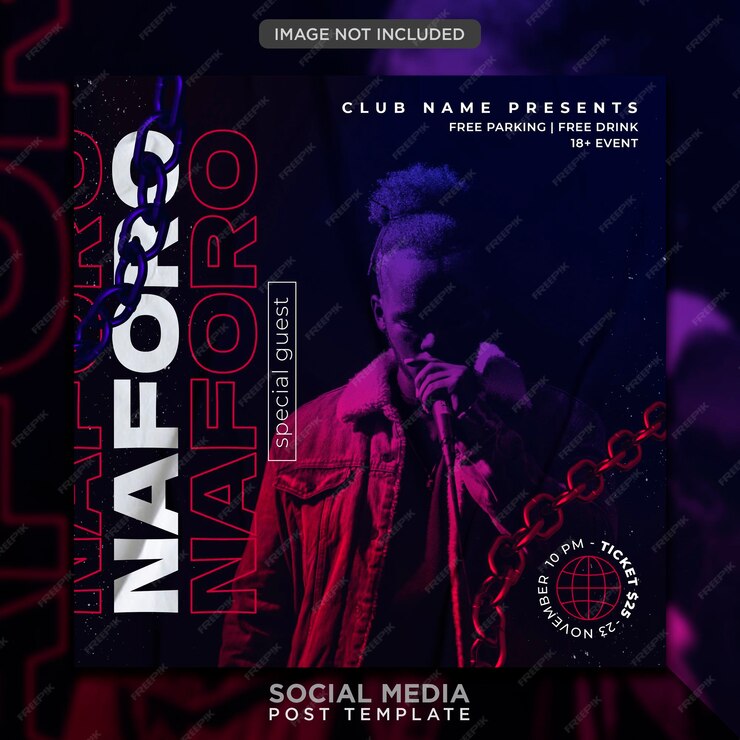 IMAGE NOT INCLUDED
CLUB NAME PRESENTS
FREE PARKING | FREE DRINK
18+ EVENT
NAFORO
NAFORO
NAFORO
special guest
10 PM - TICKET $25 - 23 NOVEMBER
SOCIAL MEDIA
POST TEMPLATE
FREEPIK